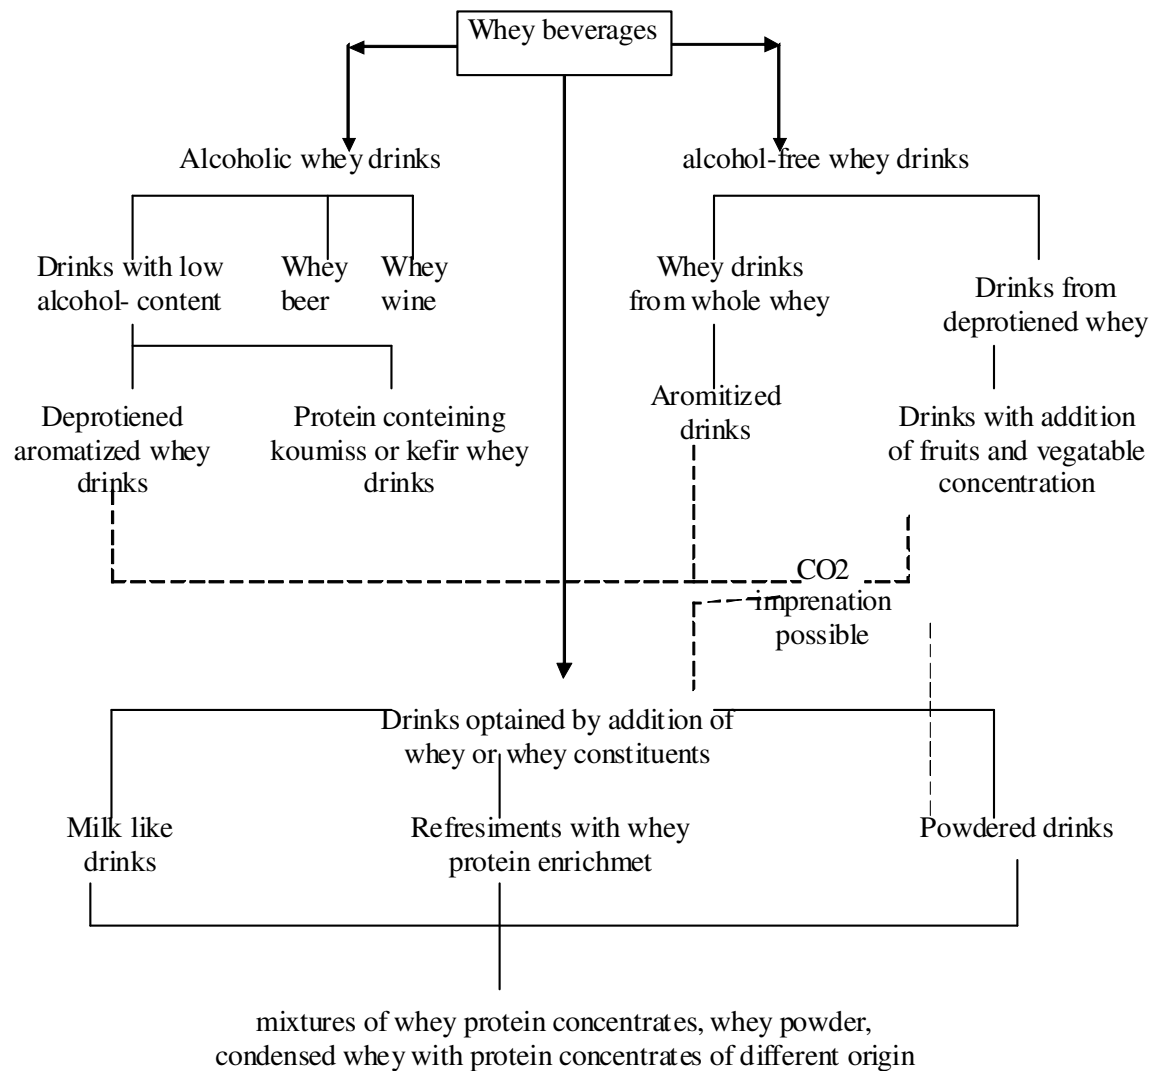 Whey beverages
Alcoholic whey drinks
alcohol-free whey drinks
Drinks with low
alcohol- content
Whey
beer
Whey
wine
Whey drinks
from whole whey
Drinks from
deprotiened whey
Deprotiened
aromatized whey
drinks
Protein conteining
koumiss or kefir whey
drinks
Aromitized
drinks
Drinks with addition
of fruits and vegatable
concentration
CO2
imprenation
possible
Drinks optained by addition of
whey or whey constituents
Milk like
drinks
Refresiments with whey
protein enrichmet
Powdered drinks
mixtures of whey protein concentrates, whey powder,
condensed whey with protein concentrates of different origin